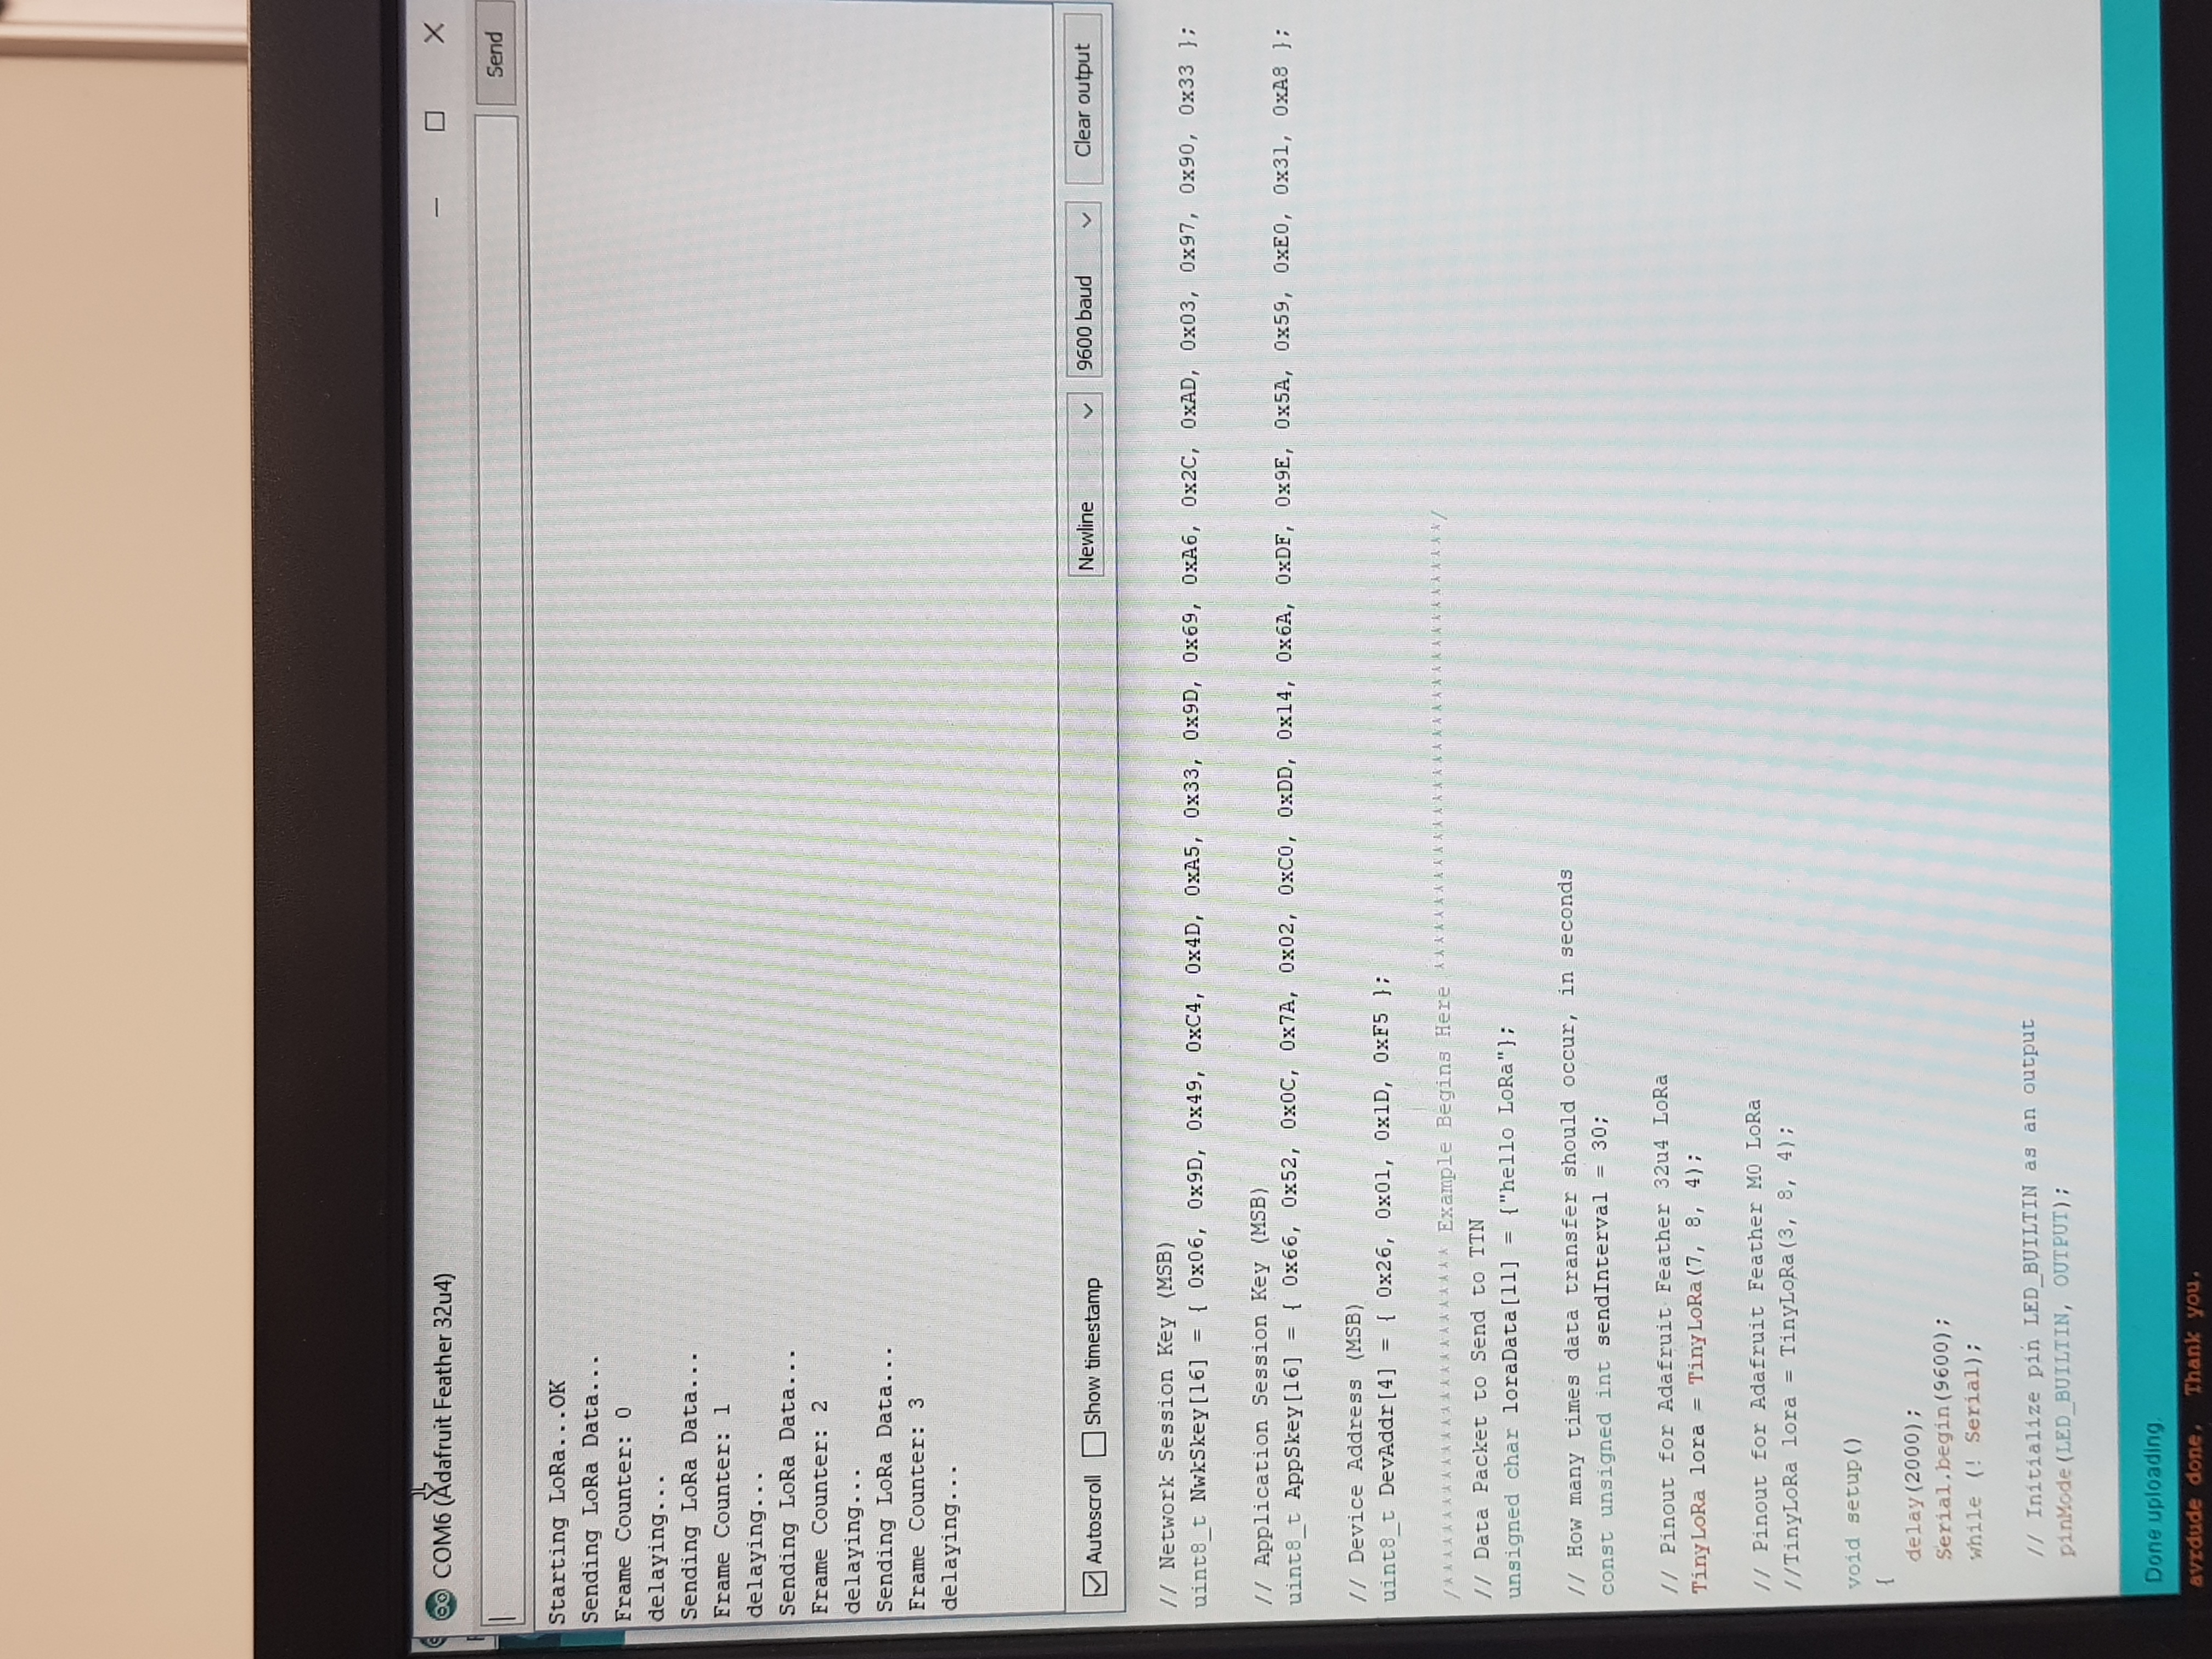 COM6 (Adafruit Feather 32u4)
Send
Starting LoRa...OK
Sending LoRa Data...
Frame Counter: 0
delaying...
Sending LoRa Data...
Frame Counter: 1
delaying...
Sending LoRa Data...
Frame Counter: 2
delaying...
Sending LoRa Data...
Frame Counter: 3
delaying...
Autoscroll Show timestamp Newline 9600 baud Clear output
// Network Session Key (MSB)
uint8_t NwkSkey[16] = { 0x06, 0x9D, 0x49, 0xC4, 0x4D, 0xA5, 0x33, 0x9D, 0x69, 0xA6, 0x2C, 0xAD, 0x03, 0x97, 0x90, 0x33 };
// Application Session Key (MSB)
uint8_t AppSkey[16] = { 0x66, 0x52, 0x0C, 0x7A, 0x02, 0xC0, 0xDD, 0x14, 0x6A, 0xDF, 0x9E, 0x5A, 0x59, 0xE0, 0x31, 0xA8 };
// Device Address (MSB)
uint8_t DevAddr[4] = { 0x26, 0x01, 0x1D, 0xF5 };
/************************** Example Begins Here ***********************************/
// Data Packet to Send to TTN
unsigned char loraData[11] = {"hello LoRa"};
// How many times data transfer should occur, in seconds
const unsigned int sendInterval = 30;
// Pinout for Adafruit Feather 32u4 LoRa
TinyLoRa lora = TinyLoRa(7, 8, 4);
// Pinout for Adafruit Feather M0 LoRa
//TinyLoRa lora = TinyLoRa(3, 8, 4);
void setup()
{
delay(2000);
Serial.begin(9600);
while (! Serial);
// Initialize pin LED_BUILTIN as an output
pinMode(LED_BUILTIN, OUTPUT);
Done uploading.
avrdude done. Thank you.